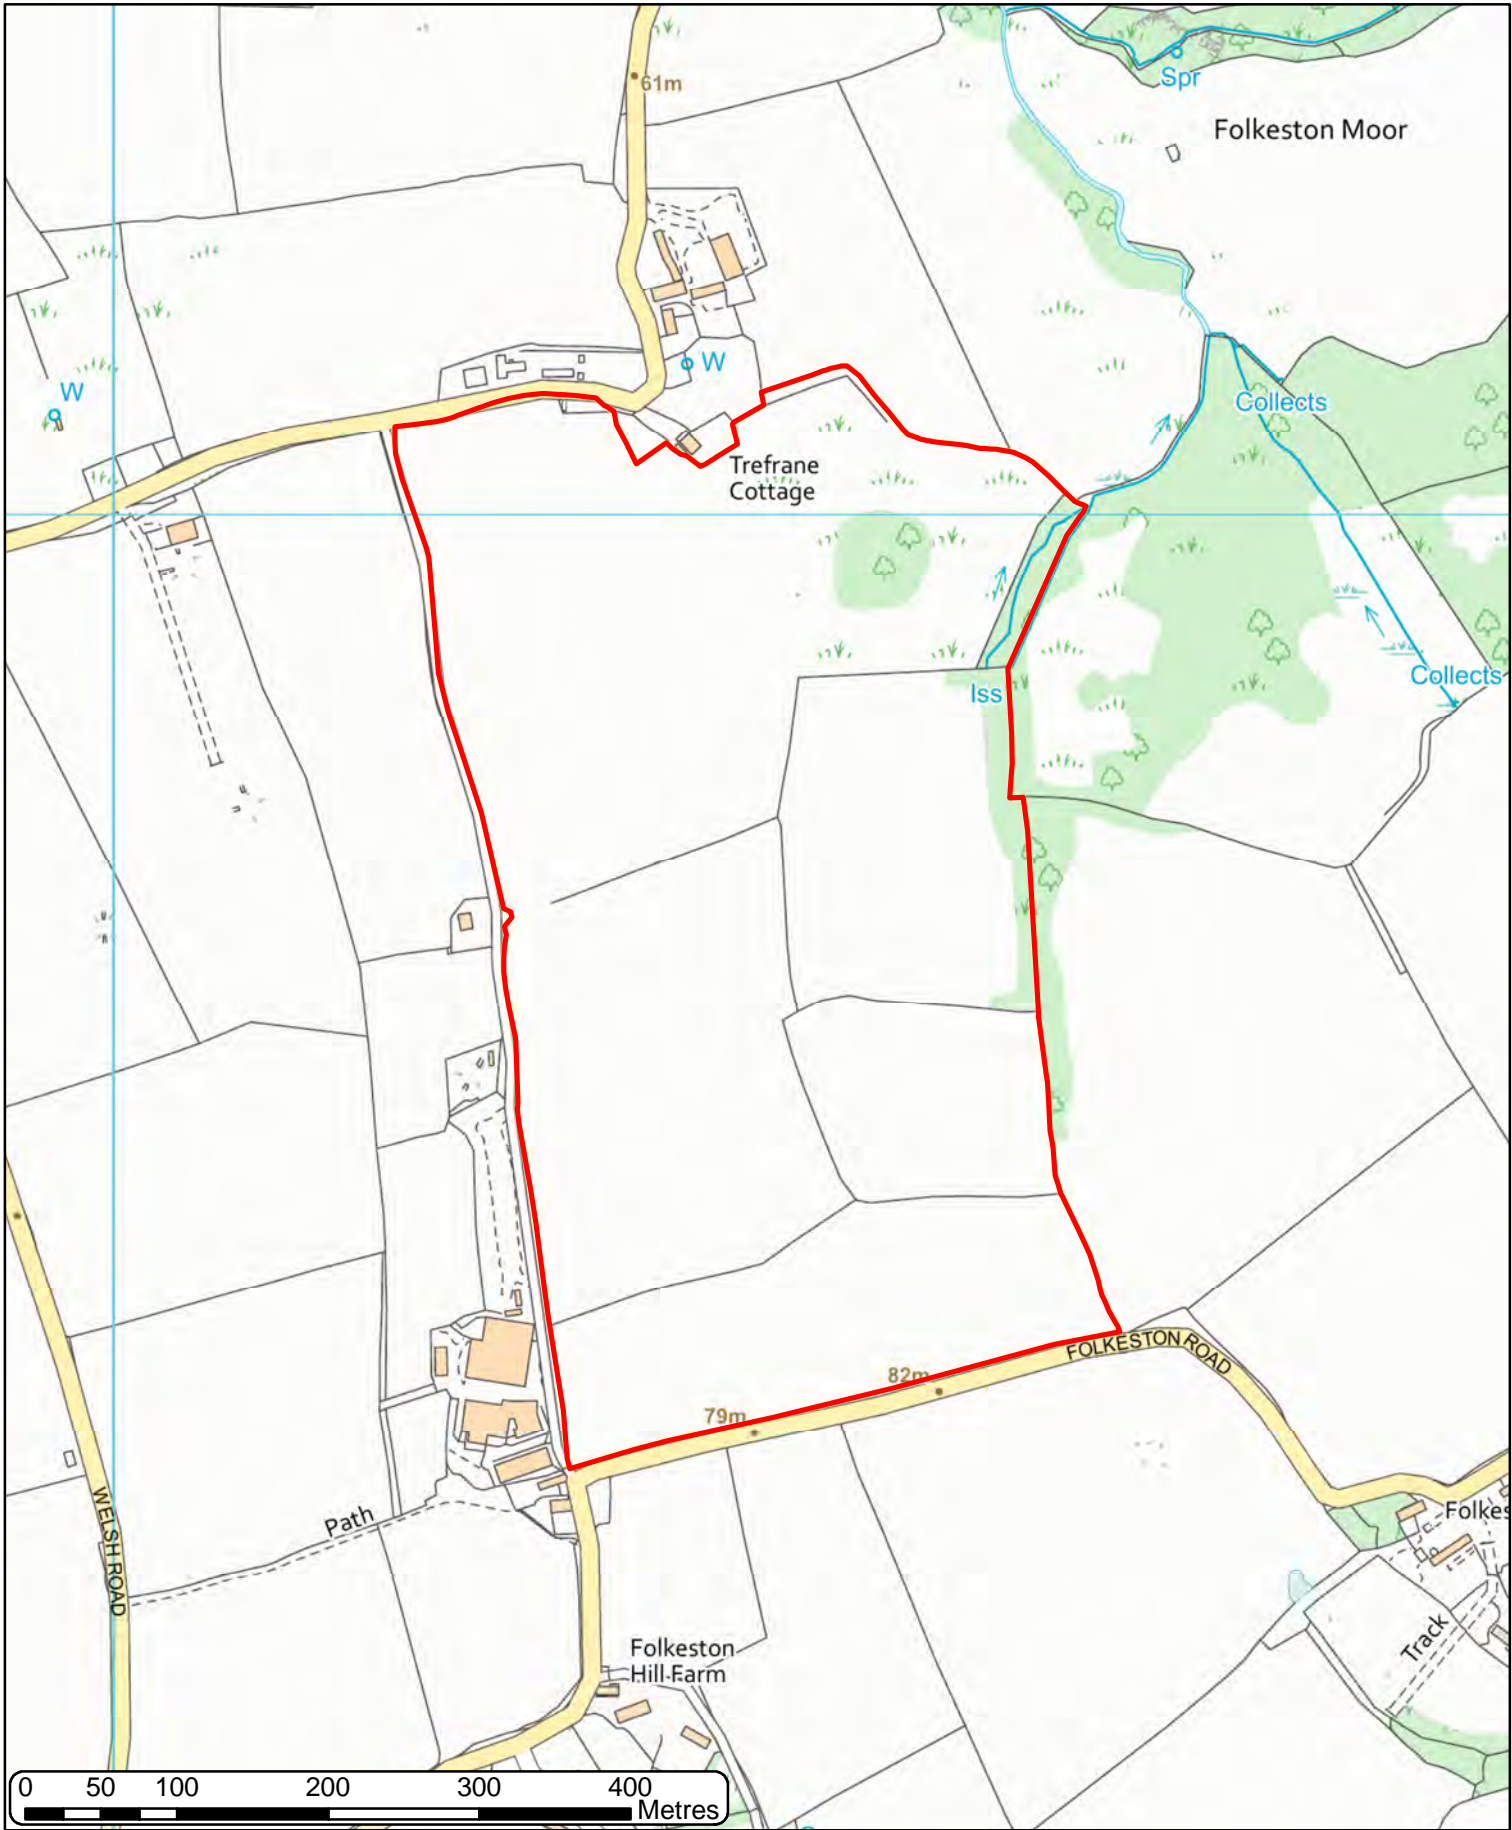 61m
Spr
Folkeston Moor
W
W
Collects
Trefrane
Cottage
Collects
Iss
FOLKESTON ROAD
82m
79m
Path
WELSH ROAD
Folkes
Track
Folkeston
Hill Farm
0 50 100 200 300 400
Metres